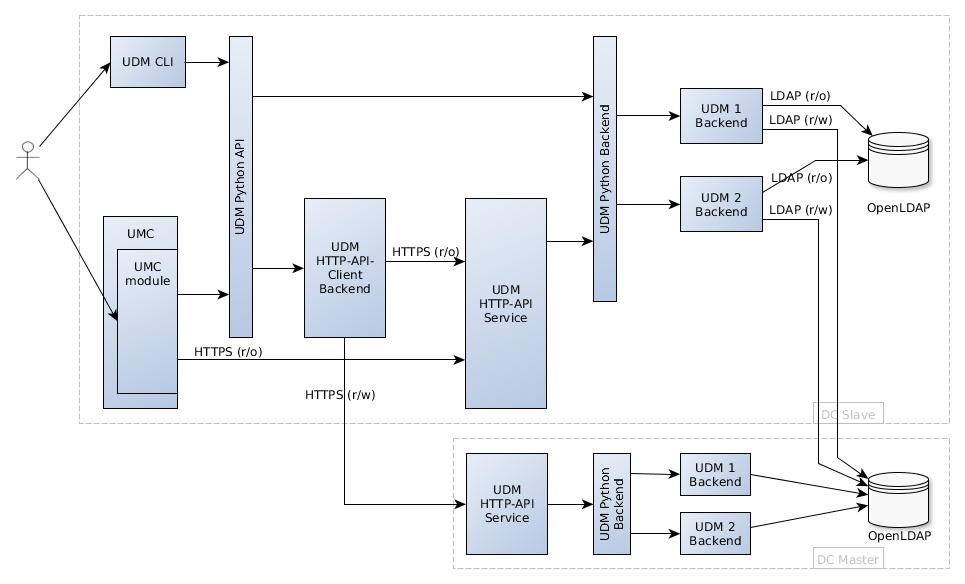 UDM CLI
UDM Python API
UDM Python Backend
UDM 1
Backend
LDAP (r/o)
LDAP (r/w)
OpenLDAP
UDM 2
Backend
LDAP (r/o)
LDAP (r/w)
UMC
UMC
module
UDM
HTTP-API-
Client
Backend
HTTPS (r/o)
UDM
HTTP-API
Service
HTTPS (r/o)
HTTPS (r/w)
DC Slave
UDM
HTTP-API
Service
UDM Python
Backend
UDM 1
Backend
UDM 2
Backend
OpenLDAP
DC Master